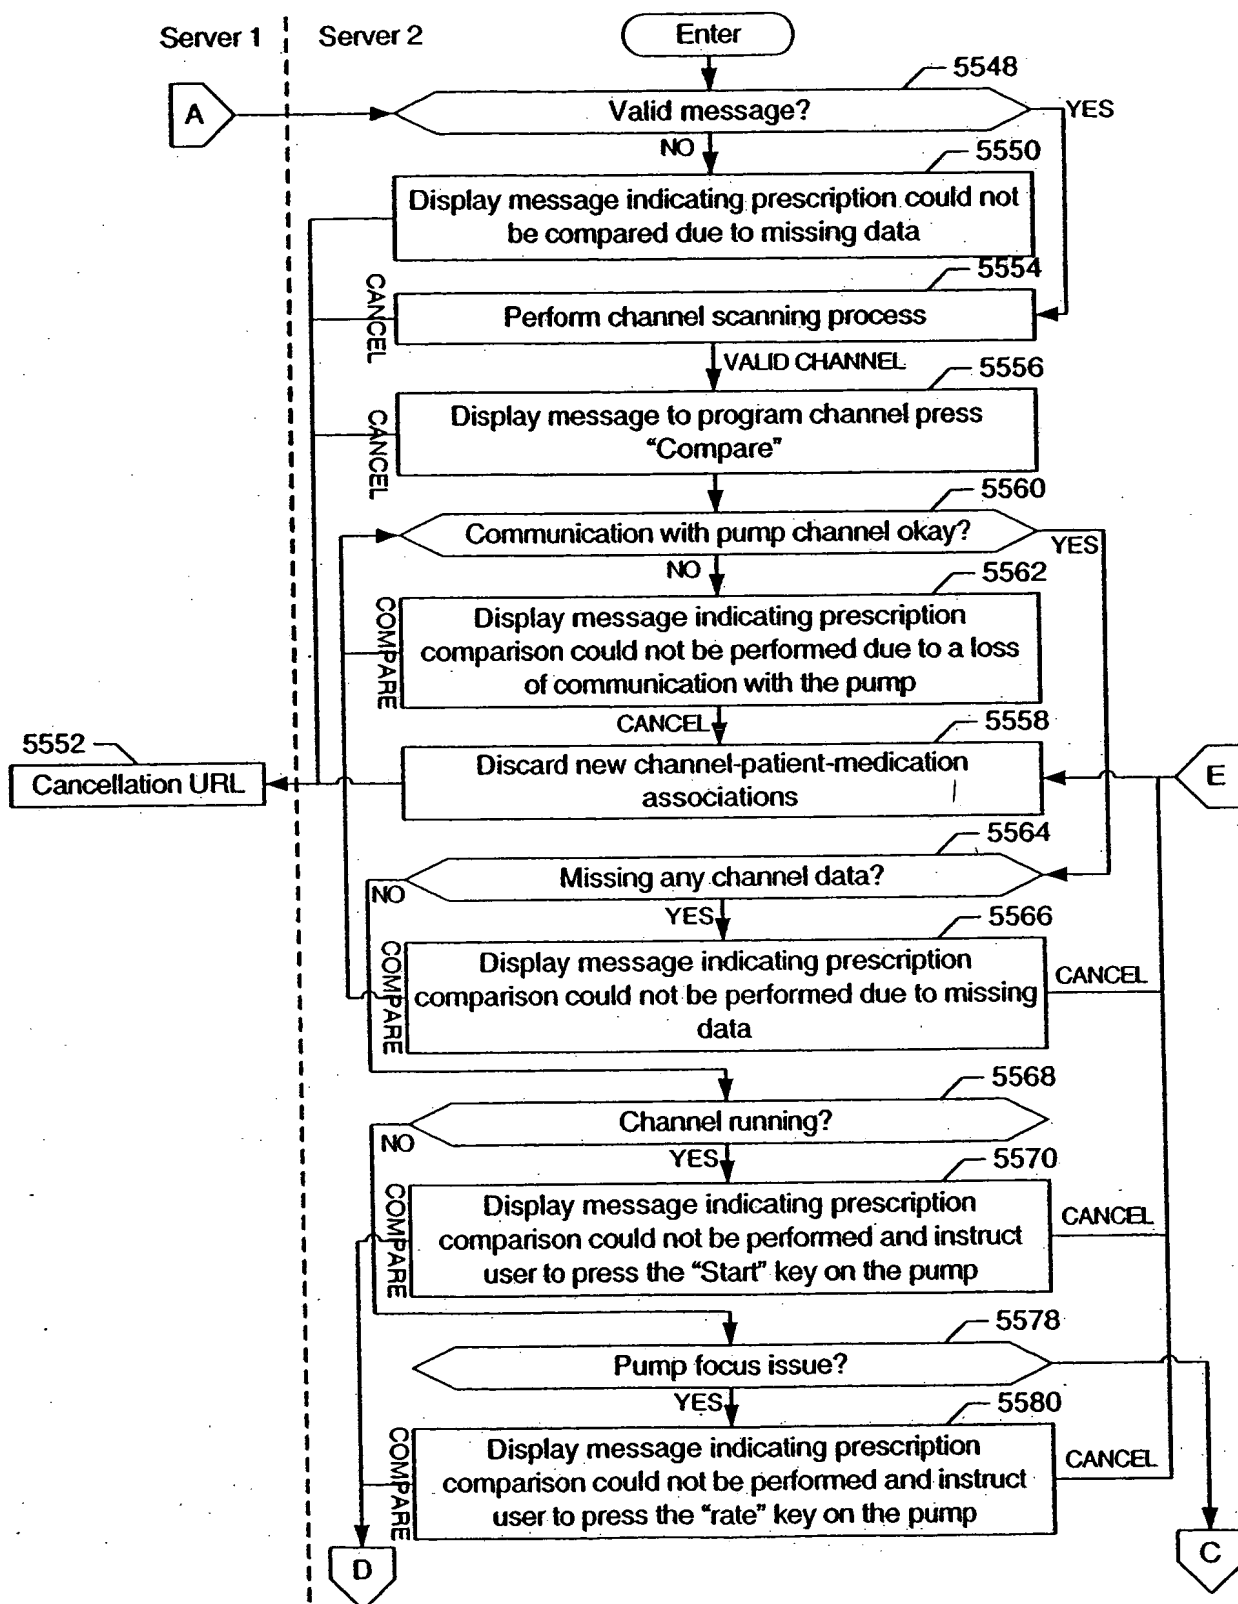 Server 1
Server 2
Enter
5548
A
Valid message?
YES
NO
5550
Display message indicating prescription could not
be compared due to missing data
5554
CANCEL
Perform channel scanning process
VALID CHANNEL
5556
CANCEL
Display message to program channel press
“Compare”
5560
Communication with pump channel okay?
YES
NO
5562
COMPARE
Display message indicating prescription
comparison could not be performed due to a loss
of communication with the pump
CANCEL
5558
5552
Cancellation URL
Discard new channel-patient-medication
associations
E
5564
Missing any channel data?
NO
YES
5566
COMPARE
Display message indicating prescription
comparison could not be performed due to missing
data
CANCEL
5568
Channel running?
NO
YES
5570
COMPARE
Display message indicating prescription
comparison could not be performed and instruct
user to press the “Start” key on the pump
CANCEL
5578
Pump focus issue?
YES
5580
COMPARE
Display message indicating prescription
comparison could not be performed and instruct
user to press the “rate” key on the pump
CANCEL
D
C